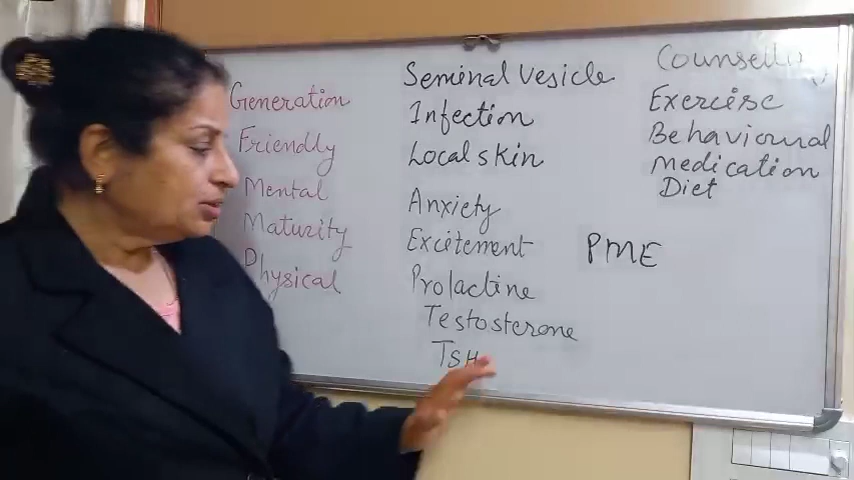 Generation
Friendly
Mental
Maturity
Physical
Seminal Vesicle
Infection
Local skin
Anxiety
Excitement
Prolactine
Testosterone
TSH
PME
Exercise
Behavioural
medication
Diet